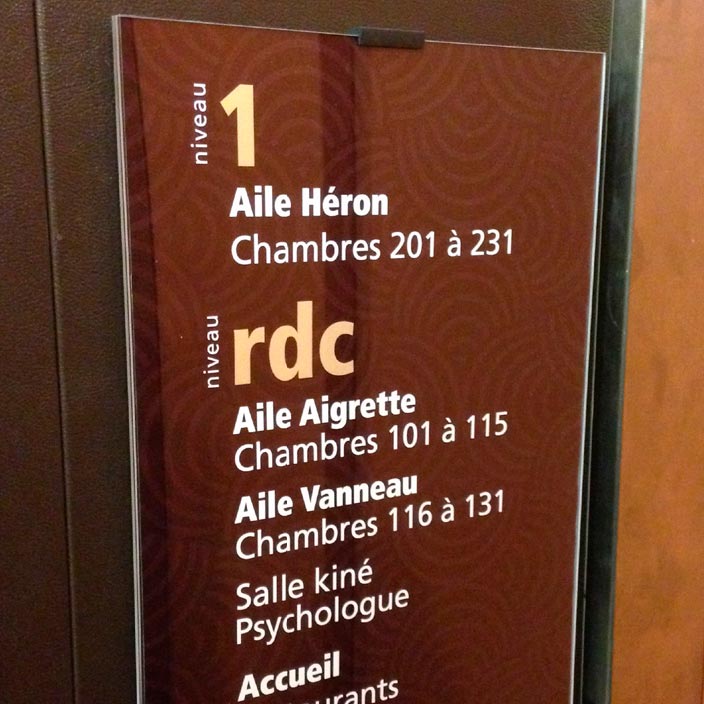 niveau 1
Aile Héron
Chambres 201 à 231
niveau rdc
Aile Aigrette
Chambres 101 à 115
Aile Vanneau
Chambres 116 à 131
Salle kiné
Psychologue
Accueil